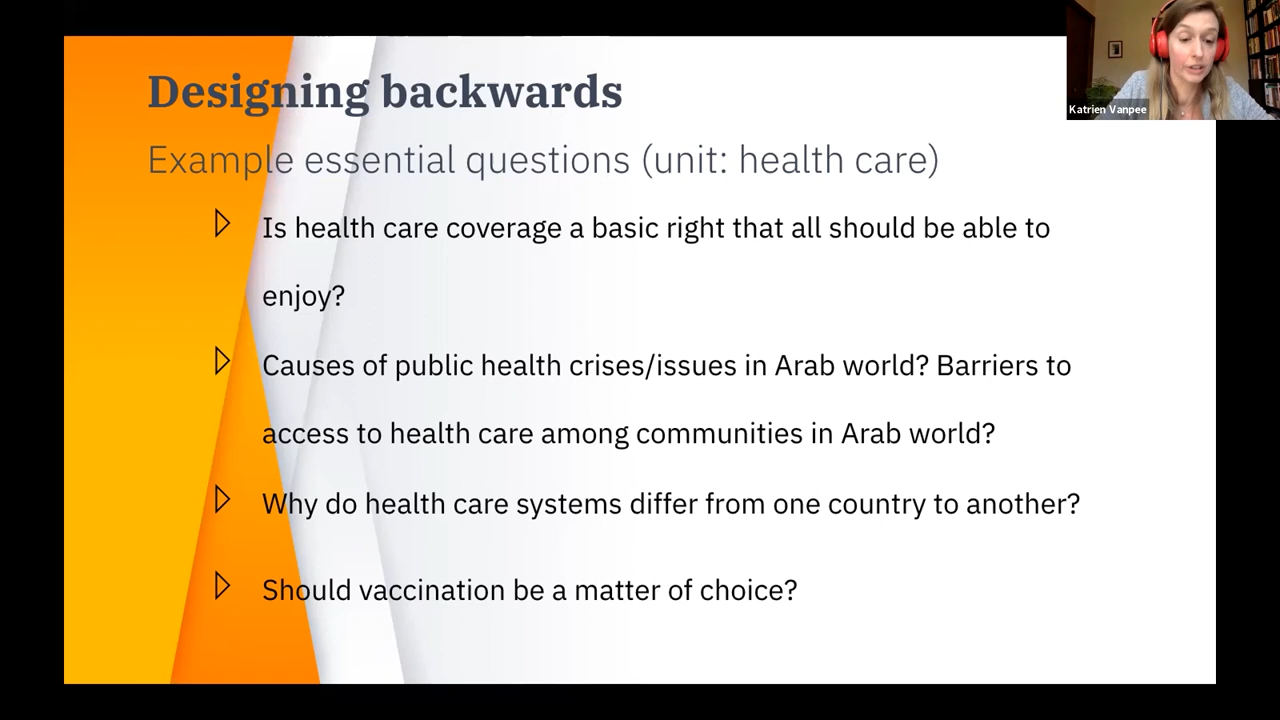 Designing backwards
Example essential questions (unit: health care)
Is health care coverage a basic right that all should be able to
enjoy?
Causes of public health crises/issues in Arab world? Barriers to
access to health care among communities in Arab world?
Why do health care systems differ from one country to another?
Should vaccination be a matter of choice?
Katrien Vanpee